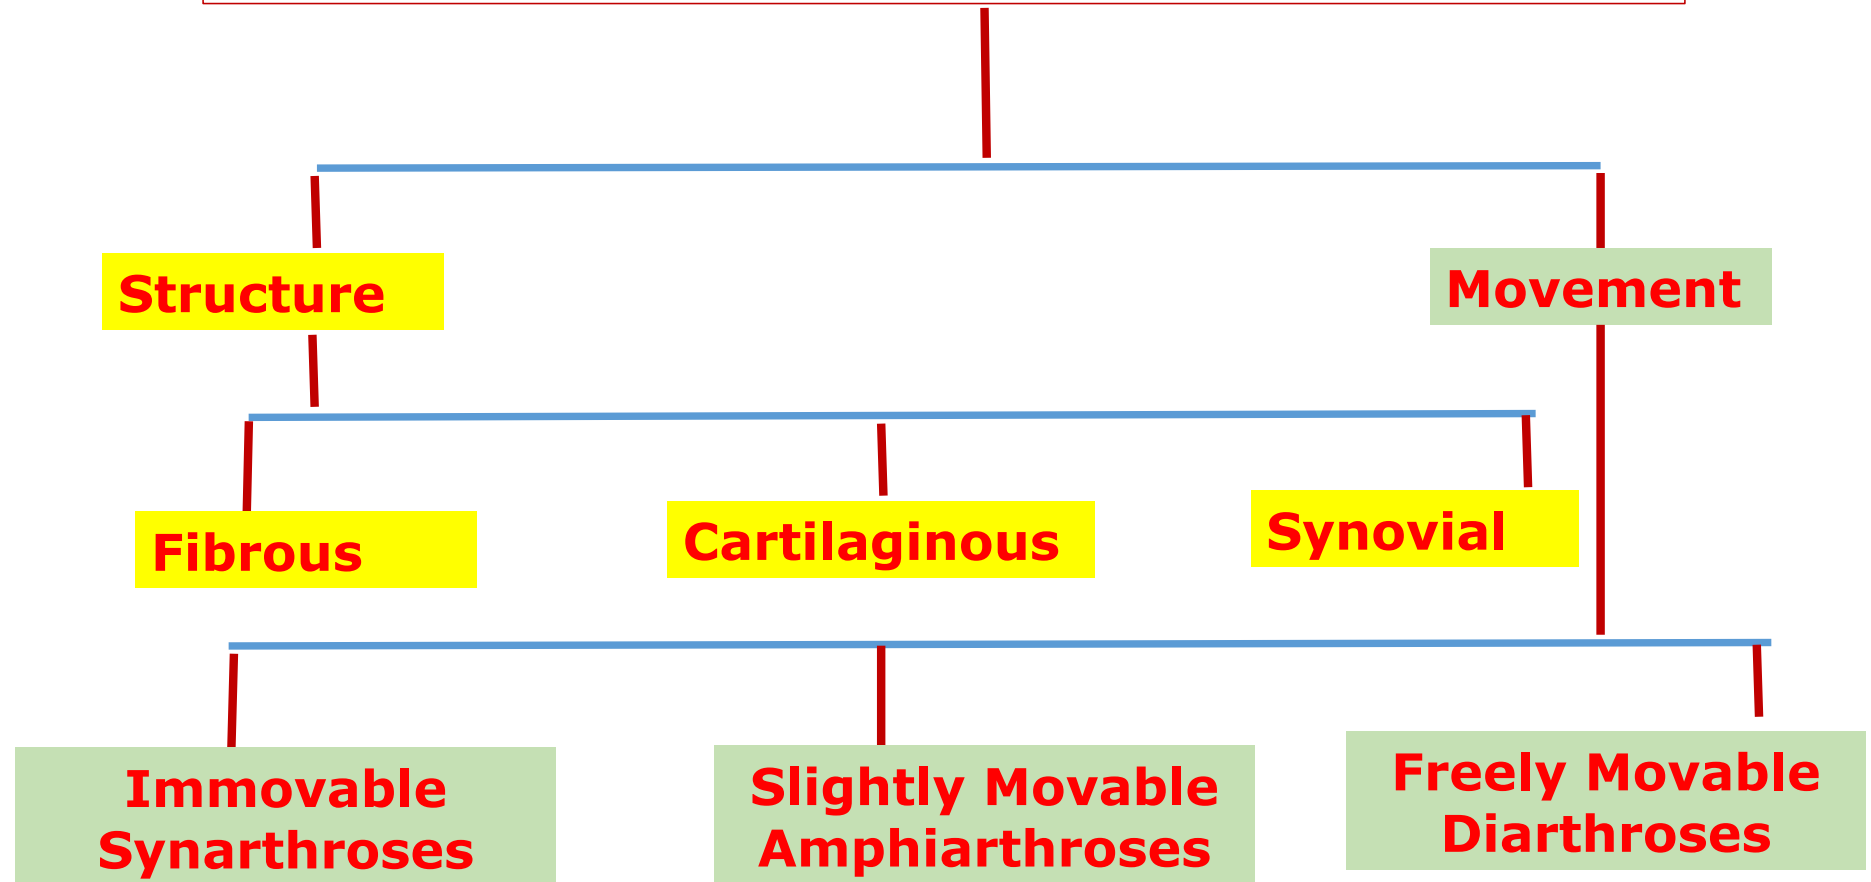 Structure
Movement
Fibrous
Cartilaginous
Synovial
Immovable
Synarthroses
Slightly Movable
Amphiarthroses
Freely Movable
Diarthroses